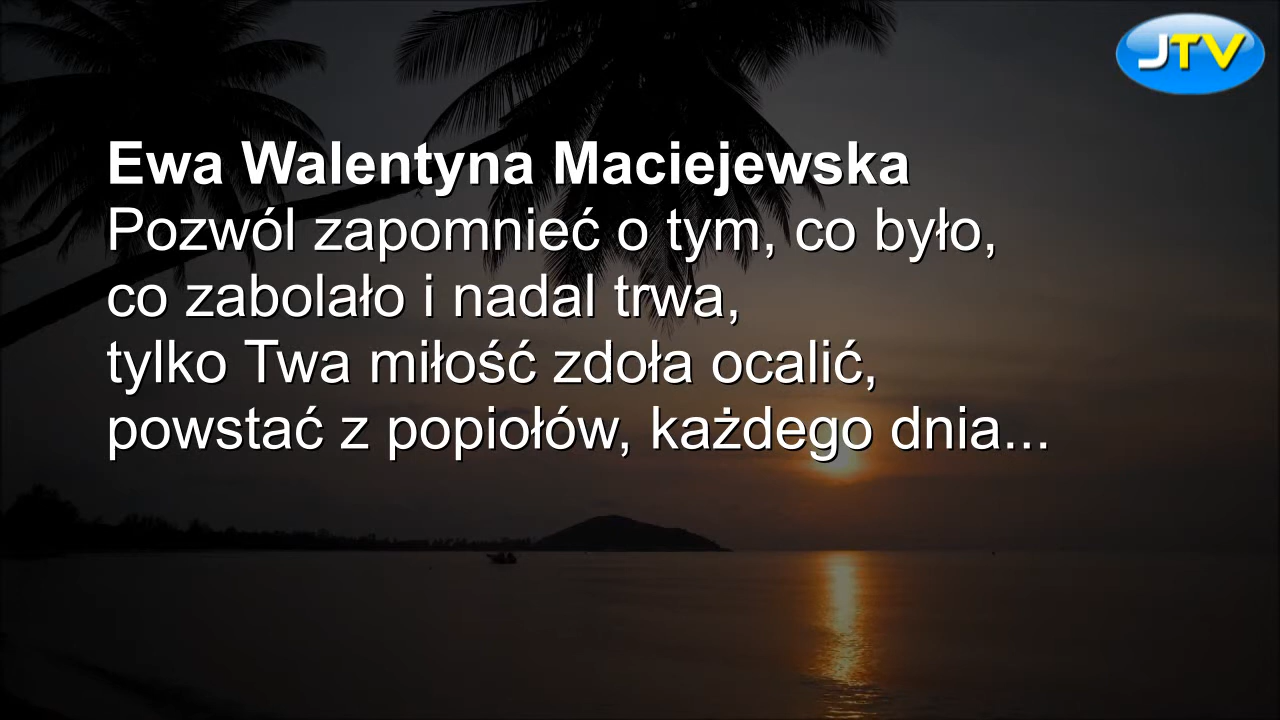 JTV
Ewa Walentyna Maciejewska
Pozwól zapomnieć o tym, co było,
co zabolało i nadal trwa,
tylko Twa miłość zdoła ocalić,
powstać z popiołów, każdego dnia...